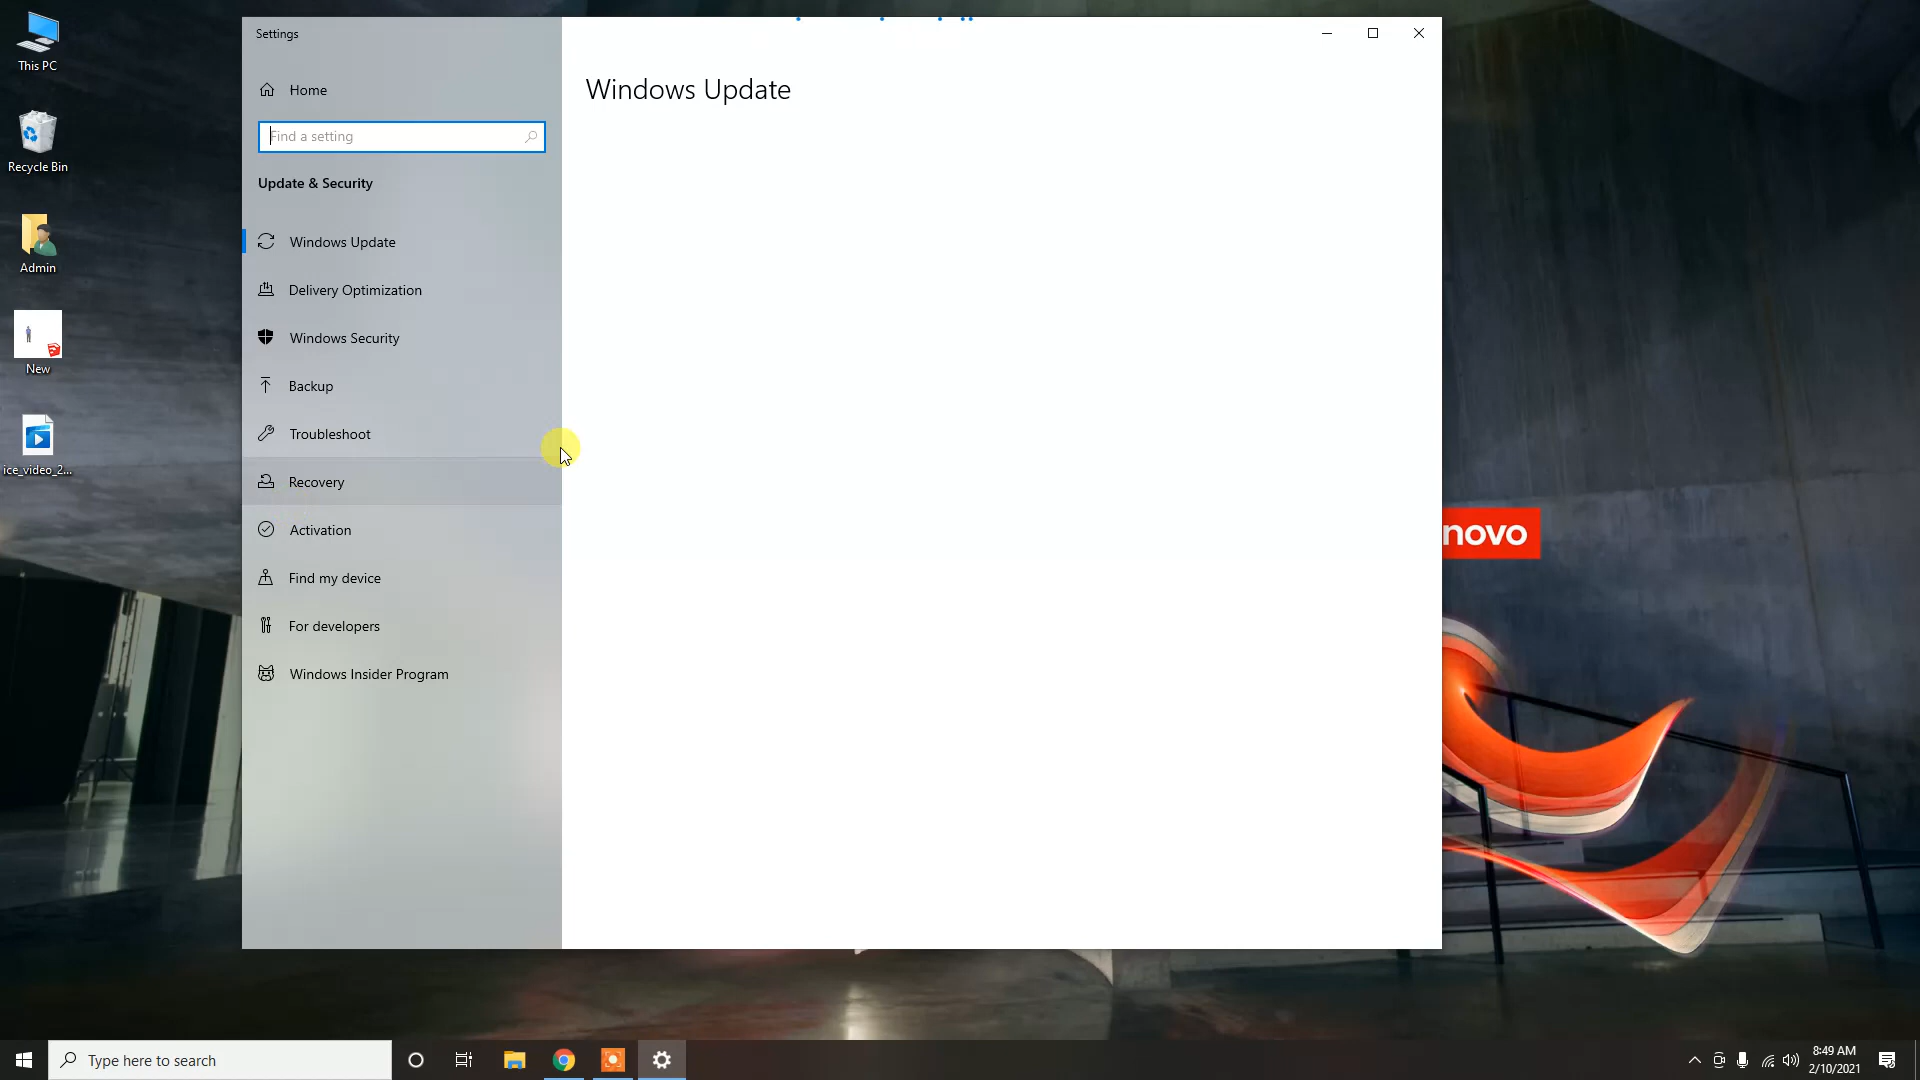 This PC
Recycle Bin
Admin
New
ice_video_2...
Settings
Home
Find a setting
Update & Security
Windows Update
Delivery Optimization
Windows Security
Backup
Troubleshoot
Recovery
Activation
Find my device
For developers
Windows Insider Program
Windows Update
novo
Type here to search
8:49 AM
2/10/2021